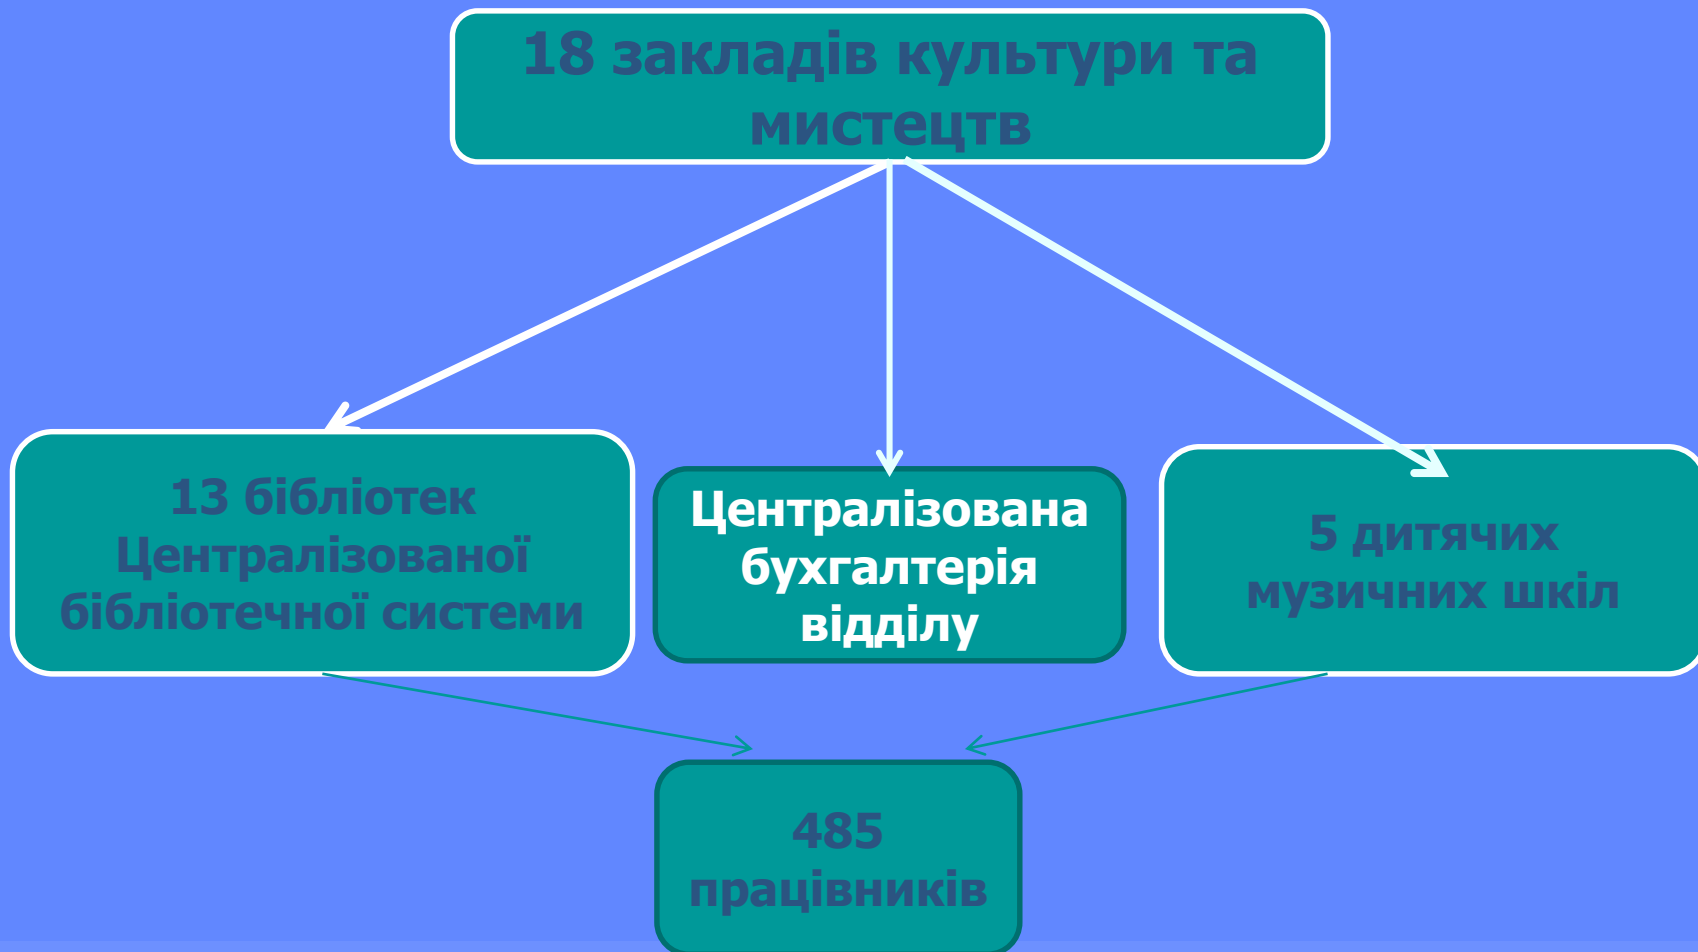 18 закладів культури та
мистецтв
13 бібліотек
Централізованої
бібліотечної системи
Централізована
бухгалтерія
відділу
5 дитячих
музичних шкіл
485
працівників